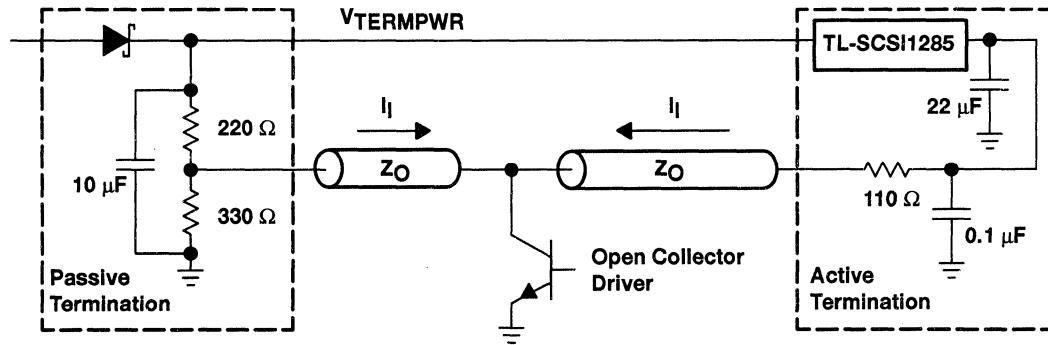 VTERMPWR
TL-SCSI1285
22 μF
220 Ω
10 μF
330 Ω
II
ZO
II
ZO
110 Ω
0.1 μF
Open Collector
Driver
Passive
Termination
Active
Termination